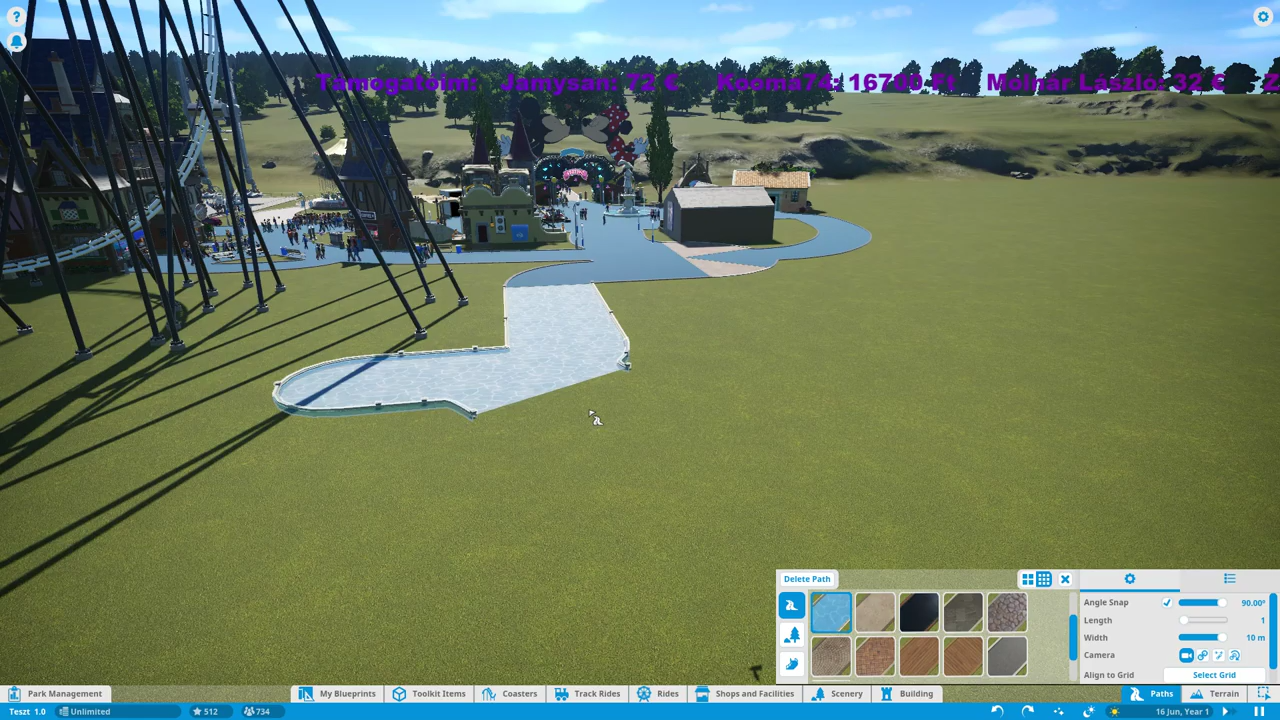 Támogatóim: Jamysan: 72 € Kooma74: 16700 Ft Molnár László: 32 € Z
Delete Path
Angle Snap 90.00°
Length 1
Width 10 m
Camera
Align to Grid Select Grid
Park Management My Blueprints Toolkit Items Coasters Track Rides Rides Shops and Facilities Scenery Building Paths Terrain
Teszt 1.0 Unlimited 512 734 16 Jun, Year 1